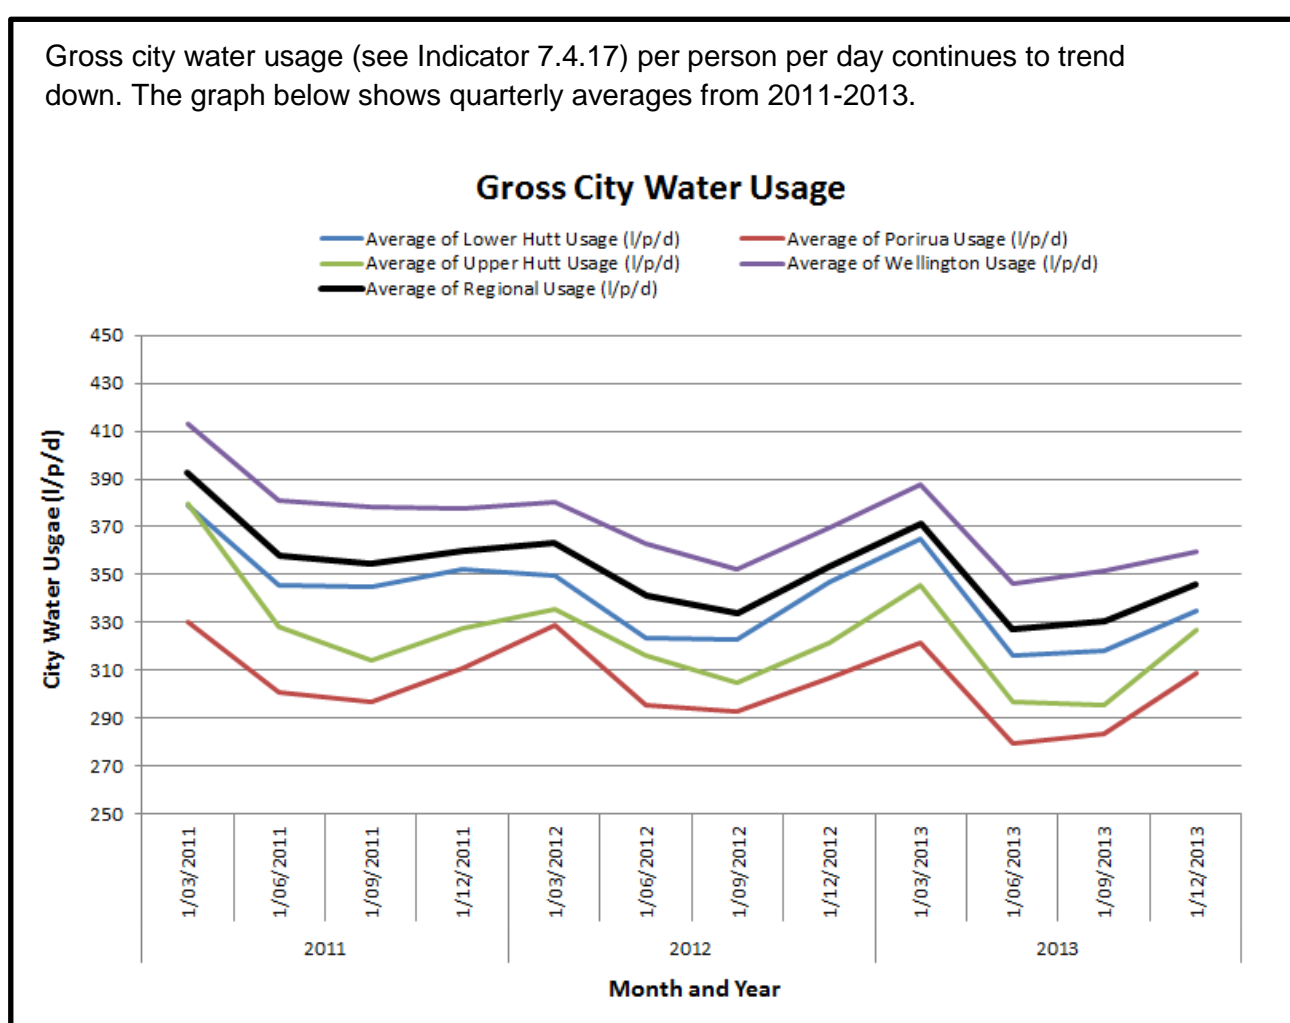 Gross city water usage (see Indicator 7.4.17) per person per day continues to trend
down. The graph below shows quarterly averages from 2011-2013.
Gross City Water Usage
Average of Lower Hutt Usage (l/p/d)
Average of Porirua Usage (l/p/d)
Average of Upper Hutt Usage (l/p/d)
Average of Wellington Usage (l/p/d)
Average of Regional Usage (l/p/d)
City Water Usgae (l/p/d)
450
430
410
390
370
350
330
310
290
270
250
1/03/2011
1/06/2011
1/09/2011
1/12/2011
1/03/2012
1/06/2012
1/09/2012
1/12/2012
1/03/2013
1/06/2013
1/09/2013
1/12/2013
2011
2012
2013
Month and Year